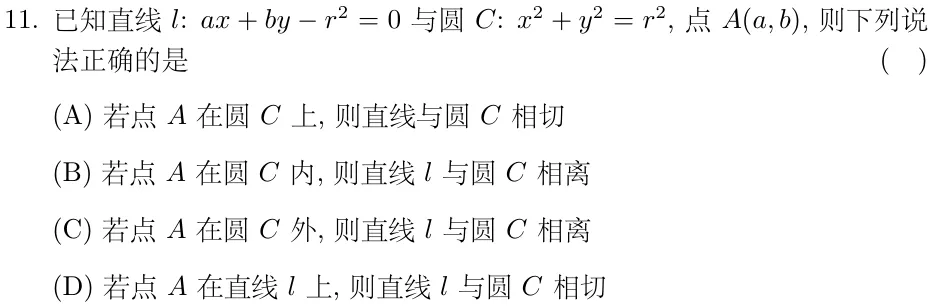 11. 已知直线 l: ax + by − r² = 0 与圆 C: x² + y² = r², 点 A(a, b), 则下列说
法正确的是 ( )
(A) 若点 A 在圆 C 上, 则直线与圆 C 相切
(B) 若点 A 在圆 C 内, 则直线 l 与圆 C 相离
(C) 若点 A 在圆 C 外, 则直线 l 与圆 C 相离
(D) 若点 A 在直线 l 上, 则直线 l 与圆 C 相切